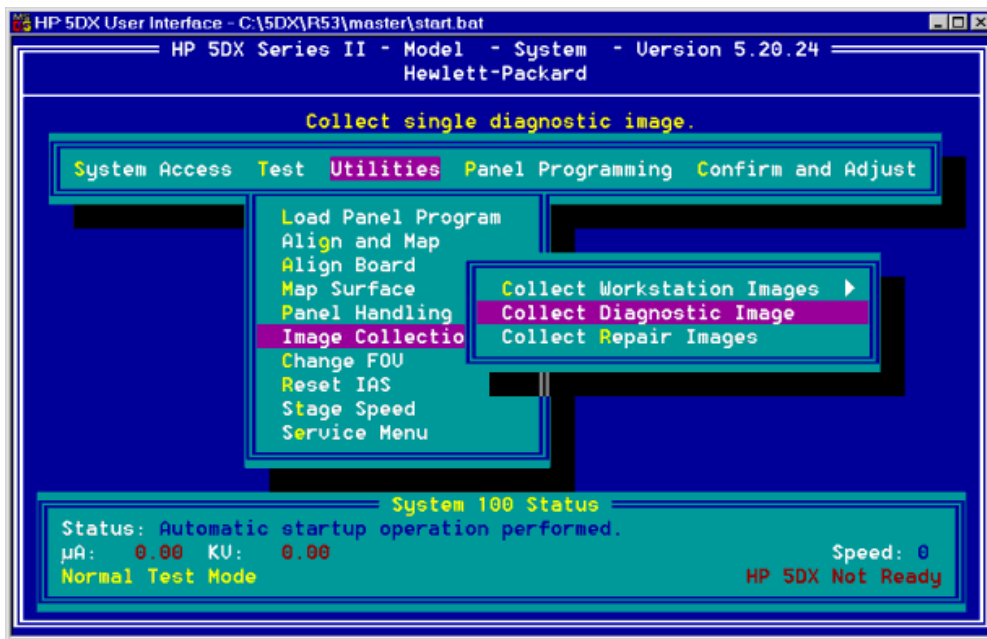 HP 5DX User Interface - C:\5DX\R53\master\start.bat
HP 5DX Series II - Model - System - Version 5.20.24
Hewlett-Packard
Collect single diagnostic image.
System Access Test Utilities Panel Programming Confirm and Adjust
Load Panel Program
Align and Map
Align Board
Map Surface
Panel Handling
Image Collectio
Change FOV
Reset IAS
Stage Speed
Service Menu
Collect Workstation Images
Collect Diagnostic Image
Collect Repair Images
System 100 Status
Status: Automatic startup operation performed.
µA: 0.00 KV: 0.00 Speed: 0
Normal Test Mode HP 5DX Not Ready